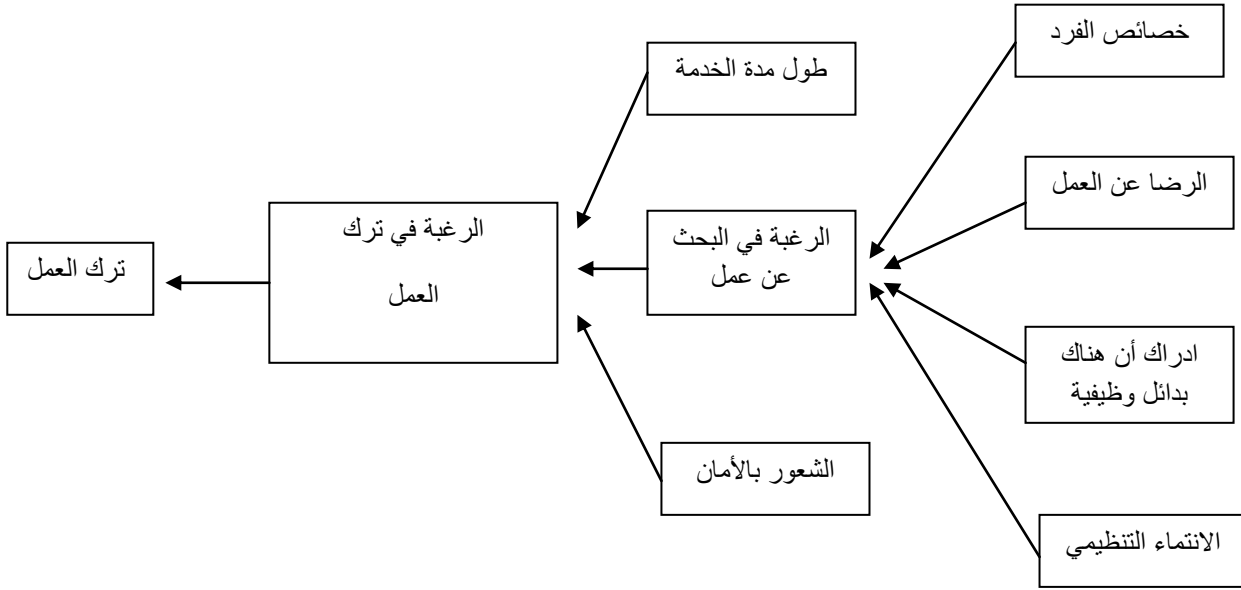 خصائص الفرد
طول مدة الخدمة
الرضا عن العمل
الرغبة في البحث
عن عمل
الرغبة في ترك
العمل
ترك العمل
ادراك أن هناك
بدائل وظيفية
الشعور بالأمان
الانتماء التنظيمي